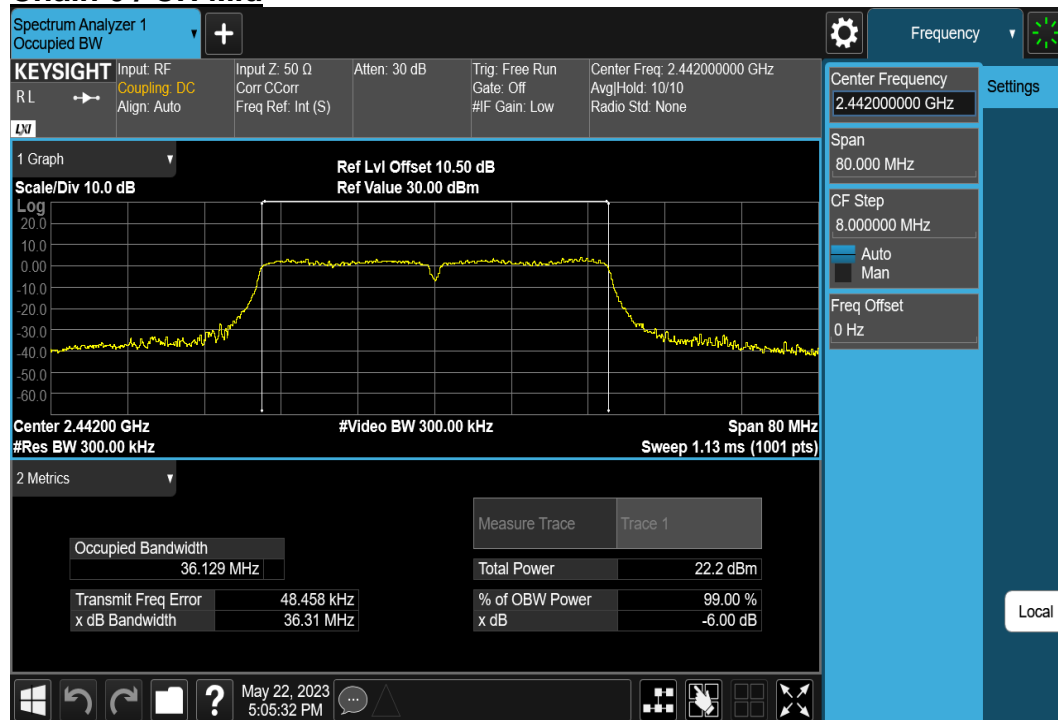 Spectrum Analyzer 1
Occupied BW
Frequency
KEYSIGHT
R L
LXI
Input: RF
Coupling: DC
Align: Auto
Input Z: 50 Ω
Corr CCorr
Freq Ref: Int (S)
Atten: 30 dB
Trig: Free Run
Gate: Off
#IF Gain: Low
Center Freq: 2.442000000 GHz
Avg|Hold: 10/10
Radio Std: None
Center Frequency
2.442000000 GHz
Settings
Span
80.000 MHz
CF Step
8.000000 MHz
Auto
Man
Freq Offset
0 Hz
Local
1 Graph
Scale/Div 10.0 dB
Ref Lvl Offset 10.50 dB
Ref Value 30.00 dBm
Log
20.0
10.0
0.00
-10.0
-20.0
-30.0
-40.0
-50.0
-60.0
Center 2.44200 GHz
#Video BW 300.00 kHz
Span 80 MHz
#Res BW 300.00 kHz
Sweep 1.13 ms (1001 pts)
2 Metrics
Measure Trace Trace 1
Occupied Bandwidth
36.129 MHz
Total Power 22.2 dBm
Transmit Freq Error 48.458 kHz
% of OBW Power 99.00 %
x dB Bandwidth 36.31 MHz
x dB -6.00 dB
May 22, 2023
5:05:32 PM